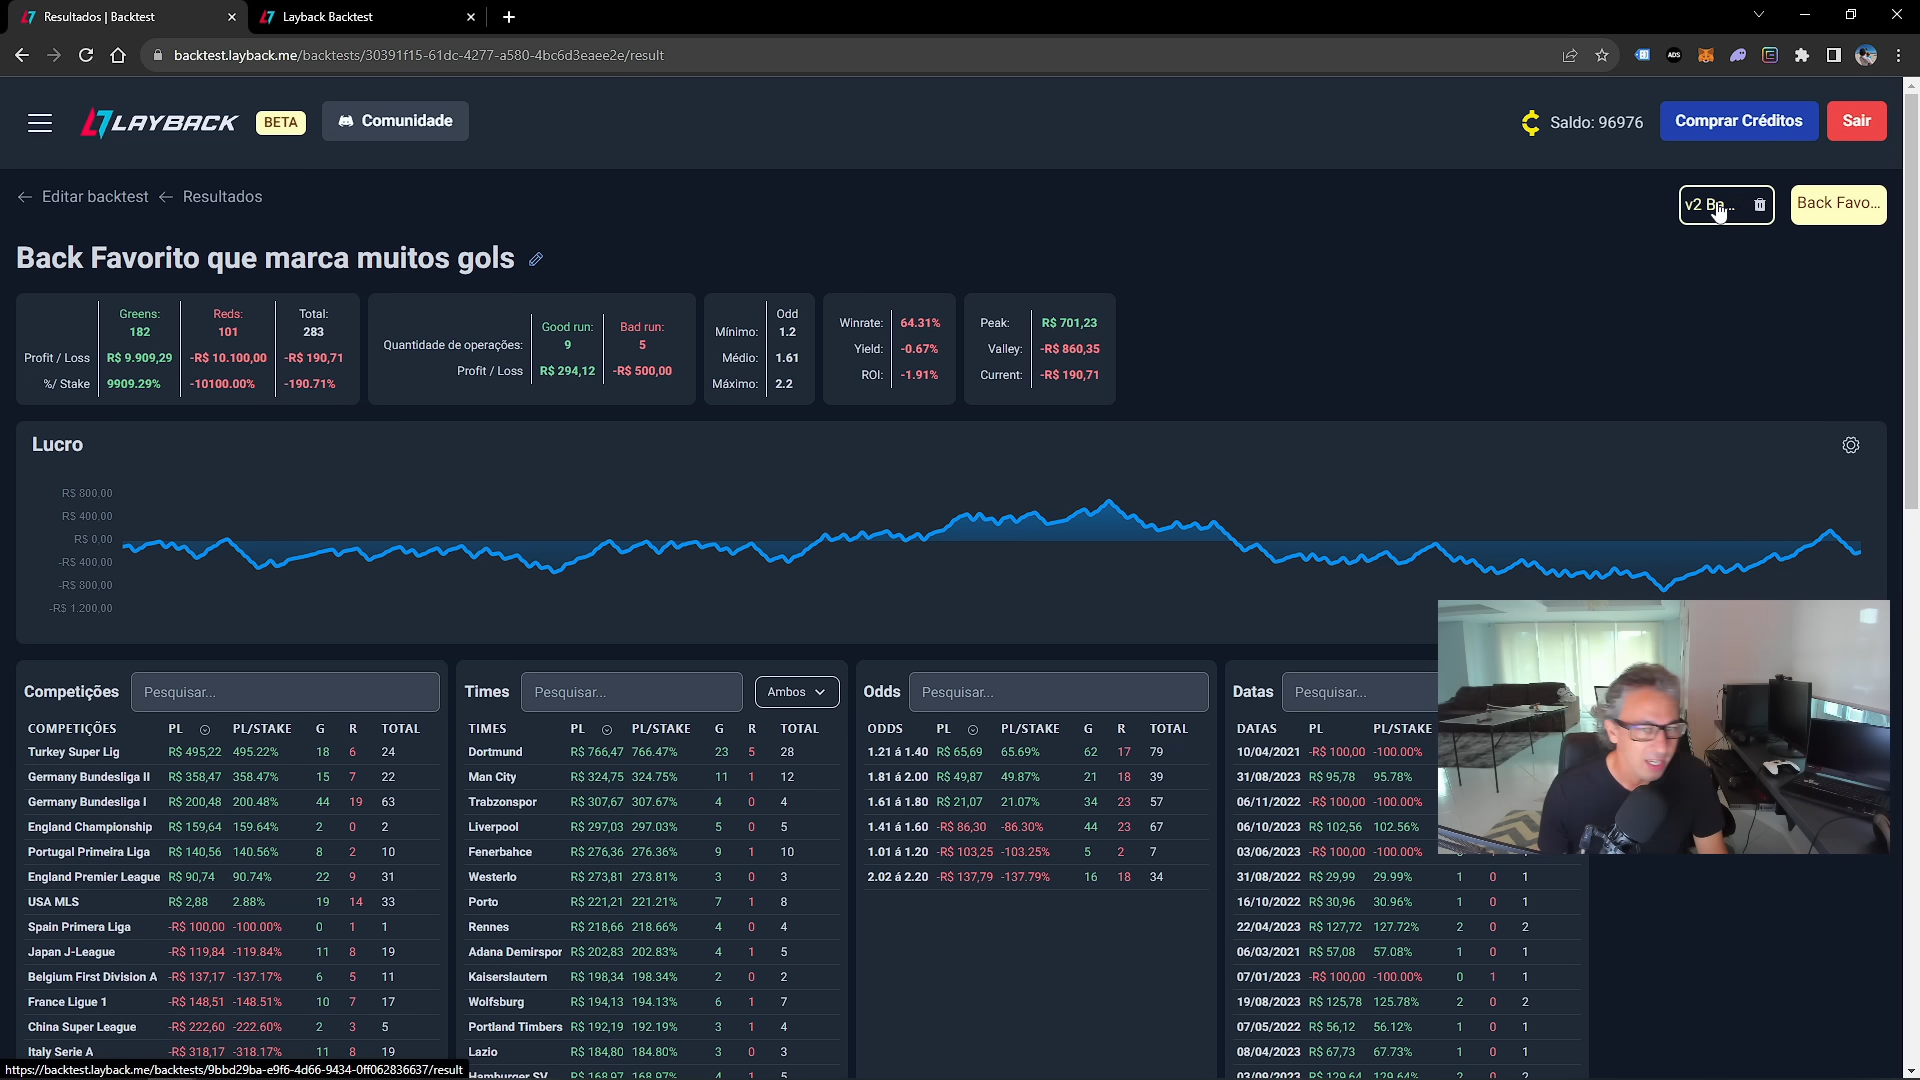 Resultados | Backtest
Layback Backtest
backtest.layback.me/backtests/30391f15-61dc-4277-a580-4bc6d3eaee2e/result
ADS
LAYBACK
BETA
Comunidade
Saldo: 96976
Comprar Créditos
Sair
Editar backtest
Resultados
v2 Ba...
Back Favo...
Back Favorito que marca muitos gols
Greens: Reds: Total:
182 101 283
Profit / Loss R$ 9.909,29 -R$ 10.100,00 -R$ 190,71
%/ Stake 9909.29% -10100.00% -190.71%
Good run: Bad run:
Quantidade de operações: 9 5
Profit / Loss R$ 294,12 -R$ 500,00
Odd
Mínimo: 1.2
Médio: 1.61
Máximo: 2.2
Winrate: 64.31%
Yield: -0.67%
ROI: -1.91%
Peak: R$ 701,23
Valley: -R$ 860,35
Current: -R$ 190,71
Lucro
R$ 800,00
R$ 400,00
R$ 0,00
-R$ 400,00
-R$ 800,00
-R$ 1.200,00
Competições Pesquisar...
COMPETIÇÕES PL PL/STAKE G R TOTAL
Turkey Super Lig R$ 495,22 495.22% 18 6 24
Germany Bundesliga II R$ 358,47 358.47% 15 7 22
Germany Bundesliga I R$ 200,48 200.48% 44 19 63
England Championship R$ 159,64 159.64% 2 0 2
Portugal Primeira Liga R$ 140,56 140.56% 8 2 10
England Premier League R$ 90,74 90.74% 22 9 31
USA MLS R$ 2,88 2.88% 19 14 33
Spain Primera Liga -R$ 100,00 -100.00% 0 1 1
Japan J-League -R$ 119,84 -119.84% 11 8 19
Belgium First Division A -R$ 137,17 -137.17% 6 5 11
France Ligue 1 -R$ 148,51 -148.51% 10 7 17
China Super League -R$ 222,60 -222.60% 2 3 5
Italy Serie A -R$ 318,17 -318.17% 11 8 19
Times Pesquisar... Ambos
TIMES PL PL/STAKE G R TOTAL
Dortmund R$ 766,47 766.47% 23 5 28
Man City R$ 324,75 324.75% 11 1 12
Trabzonspor R$ 307,67 307.67% 4 0 4
Liverpool R$ 297,03 297.03% 5 0 5
Fenerbahce R$ 276,36 276.36% 9 1 10
Westerlo R$ 273,81 273.81% 3 0 3
Porto R$ 221,21 221.21% 7 1 8
Rennes R$ 218,66 218.66% 4 0 4
Adana Demirspor R$ 202,83 202.83% 4 1 5
Kaiserslautern R$ 198,34 198.34% 2 0 2
Wolfsburg R$ 194,13 194.13% 6 1 7
Portland Timbers R$ 192,19 192.19% 3 1 4
Lazio R$ 184,80 184.80% 3 0 3
Hamburger SV R$ 168,97 168.97% 4 1 5
Odds Pesquisar...
ODDS PL PL/STAKE G R TOTAL
1.21 á 1.40 R$ 65,69 65.69% 62 17 79
1.81 á 2.00 R$ 49,87 49.87% 21 18 39
1.61 á 1.80 R$ 21,07 21.07% 34 23 57
1.41 á 1.60 -R$ 86,30 -86.30% 44 23 67
1.01 á 1.20 -R$ 103,25 -103.25% 5 2 7
2.02 á 2.20 -R$ 137,79 -137.79% 16 18 34
Datas Pesquisar...
DATAS PL PL/STAKE
10/04/2021 -R$ 100,00 -100.00%
31/08/2023 R$ 95,78 95.78%
06/11/2022 -R$ 100,00 -100.00%
06/10/2023 R$ 102,56 102.56%
03/06/2023 -R$ 100,00 -100.00%
31/08/2022 R$ 29,99 29.99% 1 0 1
16/10/2022 R$ 30,96 30.96% 1 0 1
22/04/2023 R$ 127,72 127.72% 2 0 2
06/03/2021 R$ 57,08 57.08% 1 0 1
07/01/2023 -R$ 100,00 -100.00% 0 1 1
19/08/2023 R$ 125,78 125.78% 2 0 2
07/05/2022 R$ 56,12 56.12% 1 0 1
08/04/2023 R$ 67,73 67.73% 1 0 1
03/09/2023 R$ 129,64 129.64% 2 0 2
https://backtest.layback.me/backtests/9bbd29ba-e9f6-4d66-9434-0ff062836637/result